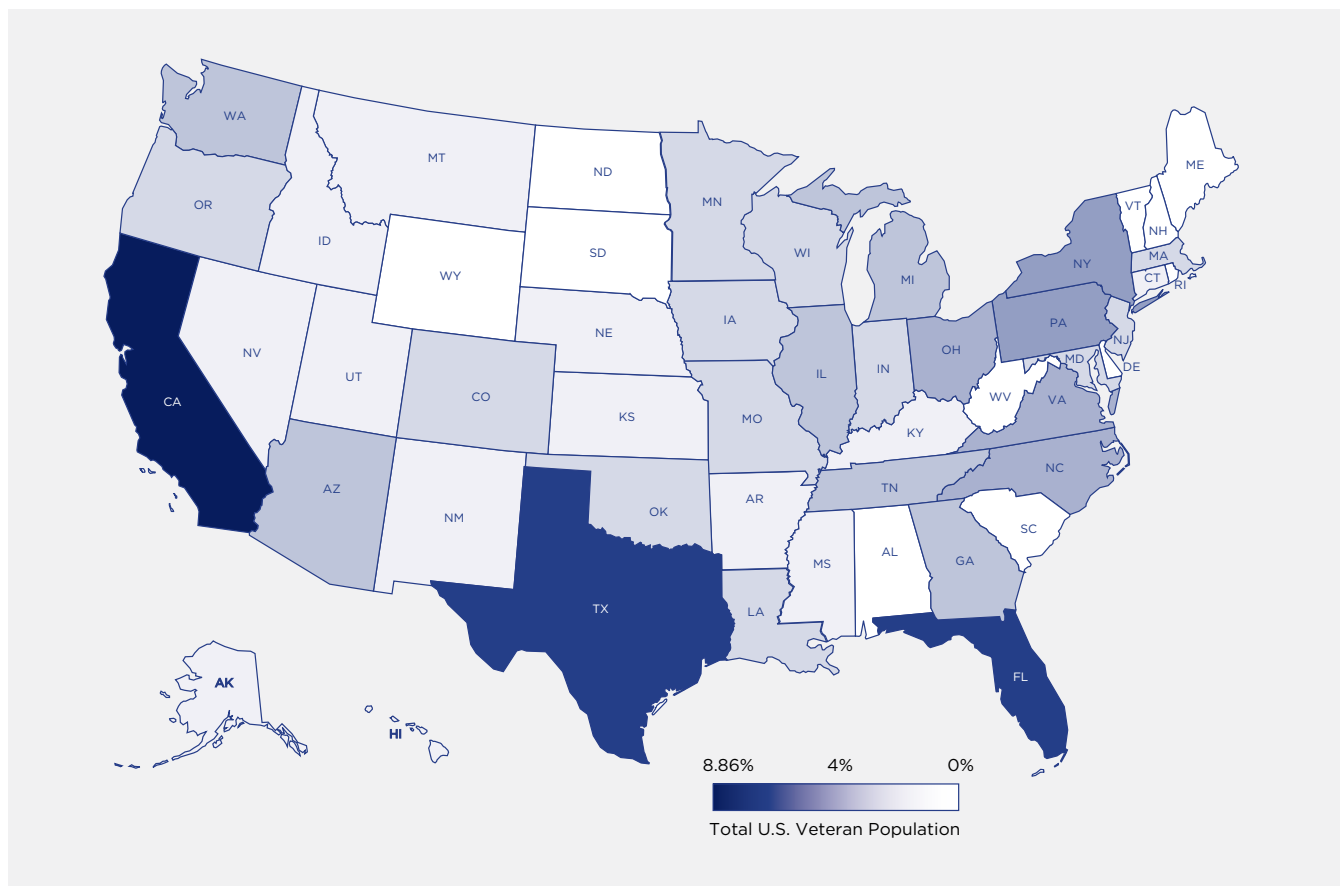 WA
MT
ND
MN
ME
OR
ID
SD
WI
VT
NH
WY
MI
NY
MA
CT
RI
IA
NE
PA
NV
UT
CO
IL
IN
OH
NJ
MD
DE
CA
KS
MO
WV
VA
KY
AZ
NM
OK
AR
TN
NC
SC
MS
AL
GA
TX
LA
FL
AK
HI
8.86% 4% 0%
Total U.S. Veteran Population